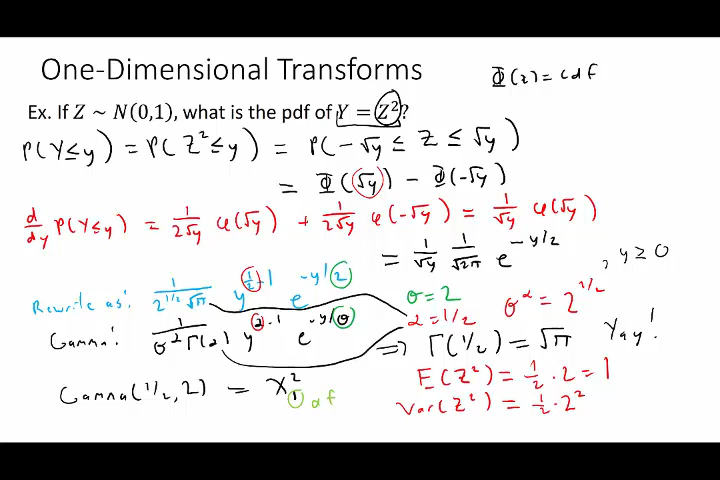 One-Dimensional Transforms
Φ(z) = cdf
Ex. If Z ~ N(0,1), what is the pdf of Y = Z²?
P(Y≤y) = P(Z² ≤ y) = P(-√y ≤ Z ≤ √y)
= Φ(√y) - Φ(-√y)
d/dy P(Y≤y) = 1/(2√y) φ(√y) + 1/(2√y) φ(-√y) = 1/√y φ(√y)
= 1/√y 1/√2π e^(-y/2) , y ≥ 0
Rewrite as: 1/(2^(1/2) √π) y^(1/2 - 1) e^(-y/2)
θ = 2
α = 1/2
θ^α = 2^(1/2)
Gamma: 1/(θ^α Γ(α)) y^(α-1) e^(-y/θ)
⇒ Γ(1/2) = √π Yay!
Gamma(1/2, 2) = χ²₁ df
E(Z²) = 1/2 · 2 = 1
Var(Z²) = 1/2 · 2²